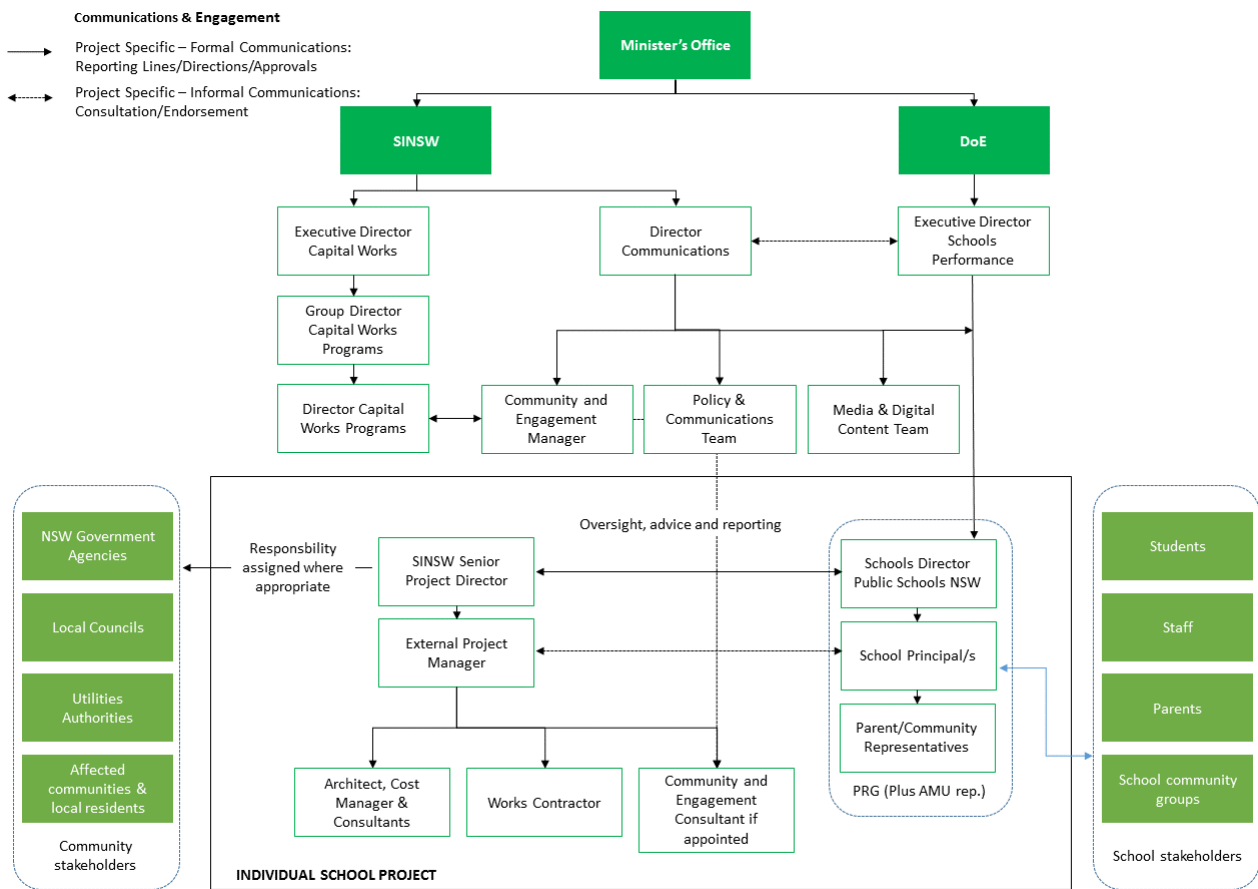 Communications & Engagement
Project Specific – Formal Communications:
Reporting Lines/Directions/Approvals
Project Specific – Informal Communications:
Consultation/Endorsement
Minister’s Office
SINSW
DoE
Executive Director
Capital Works
Director
Communications
Executive Director
Schools
Performance
Group Director
Capital Works
Programs
Director Capital
Works Programs
Community and
Engagement
Manager
Policy &
Communications
Team
Media & Digital
Content Team
NSW Government
Agencies
Local Councils
Utilities
Authorities
Affected
communities &
local residents
Community
stakeholders
Responsbility
assigned where
appropriate
Oversight, advice and reporting
SINSW Senior
Project Director
External Project
Manager
Architect, Cost
Manager &
Consultants
Works Contractor
Community and
Engagement
Consultant if
appointed
Schools Director
Public Schools NSW
School Principal/s
Parent/Community
Representatives
PRG (Plus AMU rep.)
INDIVIDUAL SCHOOL PROJECT
Students
Staff
Parents
School community
groups
School stakeholders